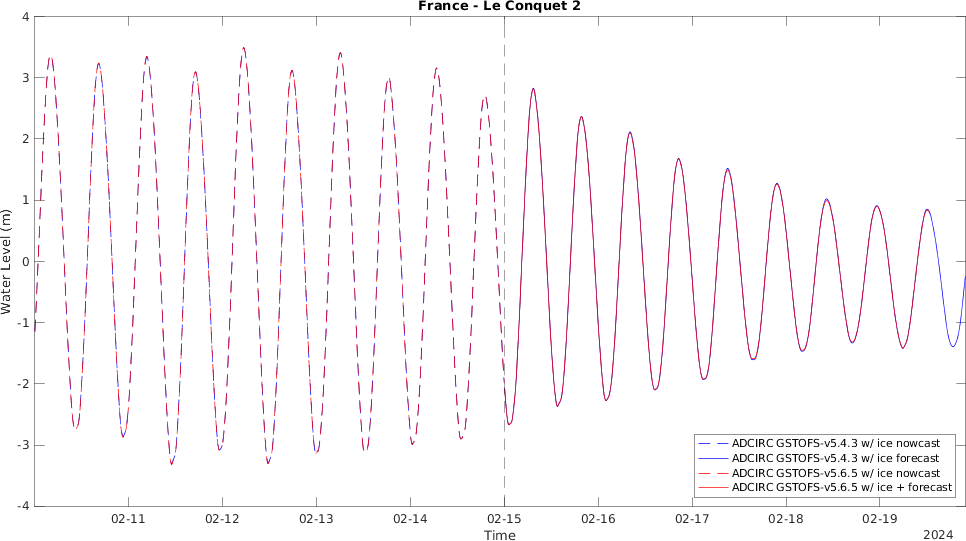 France - Le Conquet 2
4
3
2
1
0
-1
-2
-3
-4
Water Level (m)
02-11 02-12 02-13 02-14 02-15 02-16 02-17 02-18 02-19
Time
2024
ADCIRC GSTOFS-v5.4.3 w/ ice nowcast
ADCIRC GSTOFS-v5.4.3 w/ ice forecast
ADCIRC GSTOFS-v5.6.5 w/ ice nowcast
ADCIRC GSTOFS-v5.6.5 w/ ice + forecast